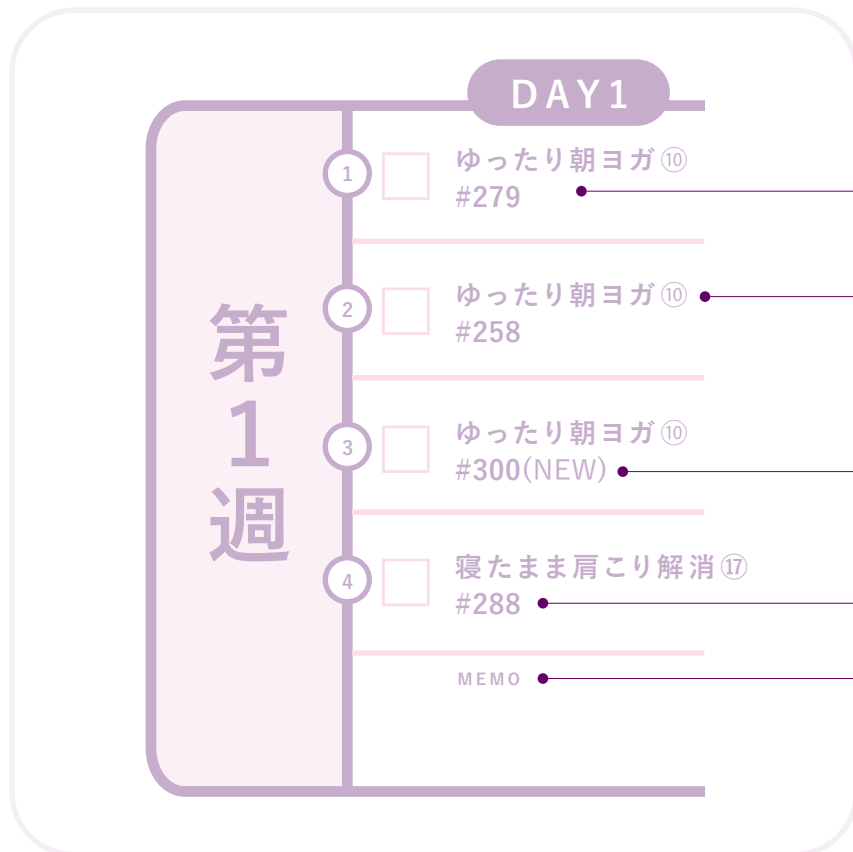 DAY1
第1週
1
ゆったり朝ヨガ⑩
#279
2
ゆったり朝ヨガ⑩
#258
3
ゆったり朝ヨガ⑩
#300(NEW)
4
寝たまま肩こり解消⑰
#288
MEMO